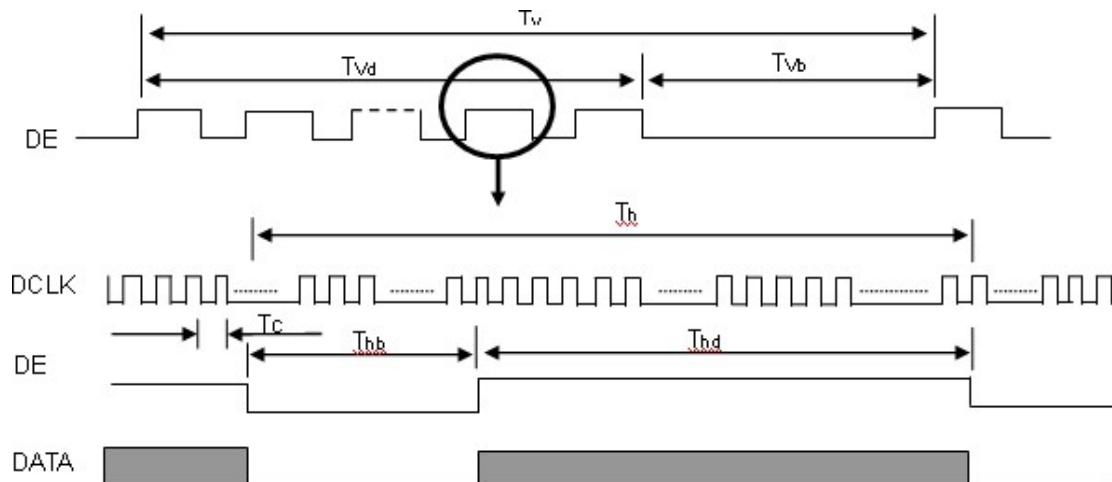 Tv
Tvd
Tvb
DE
Th
DCLK
Tc
Thb
Thd
DE
DATA